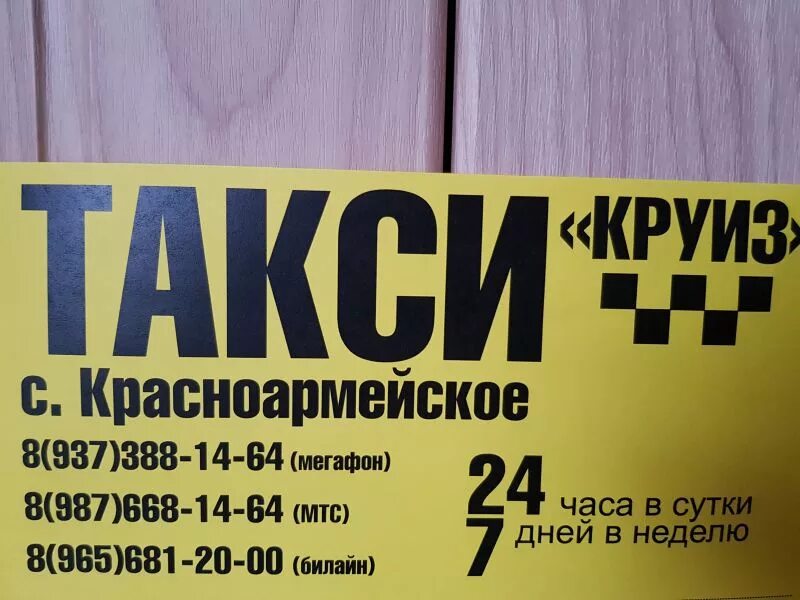 ТАКСИ «КРУИЗ»
с. Красноармейское
8(937)388-14-64 (мегафон)
8(987)668-14-64 (МТС)
8(965)681-20-00 (билайн)
24 часа в сутки
7 дней в неделю